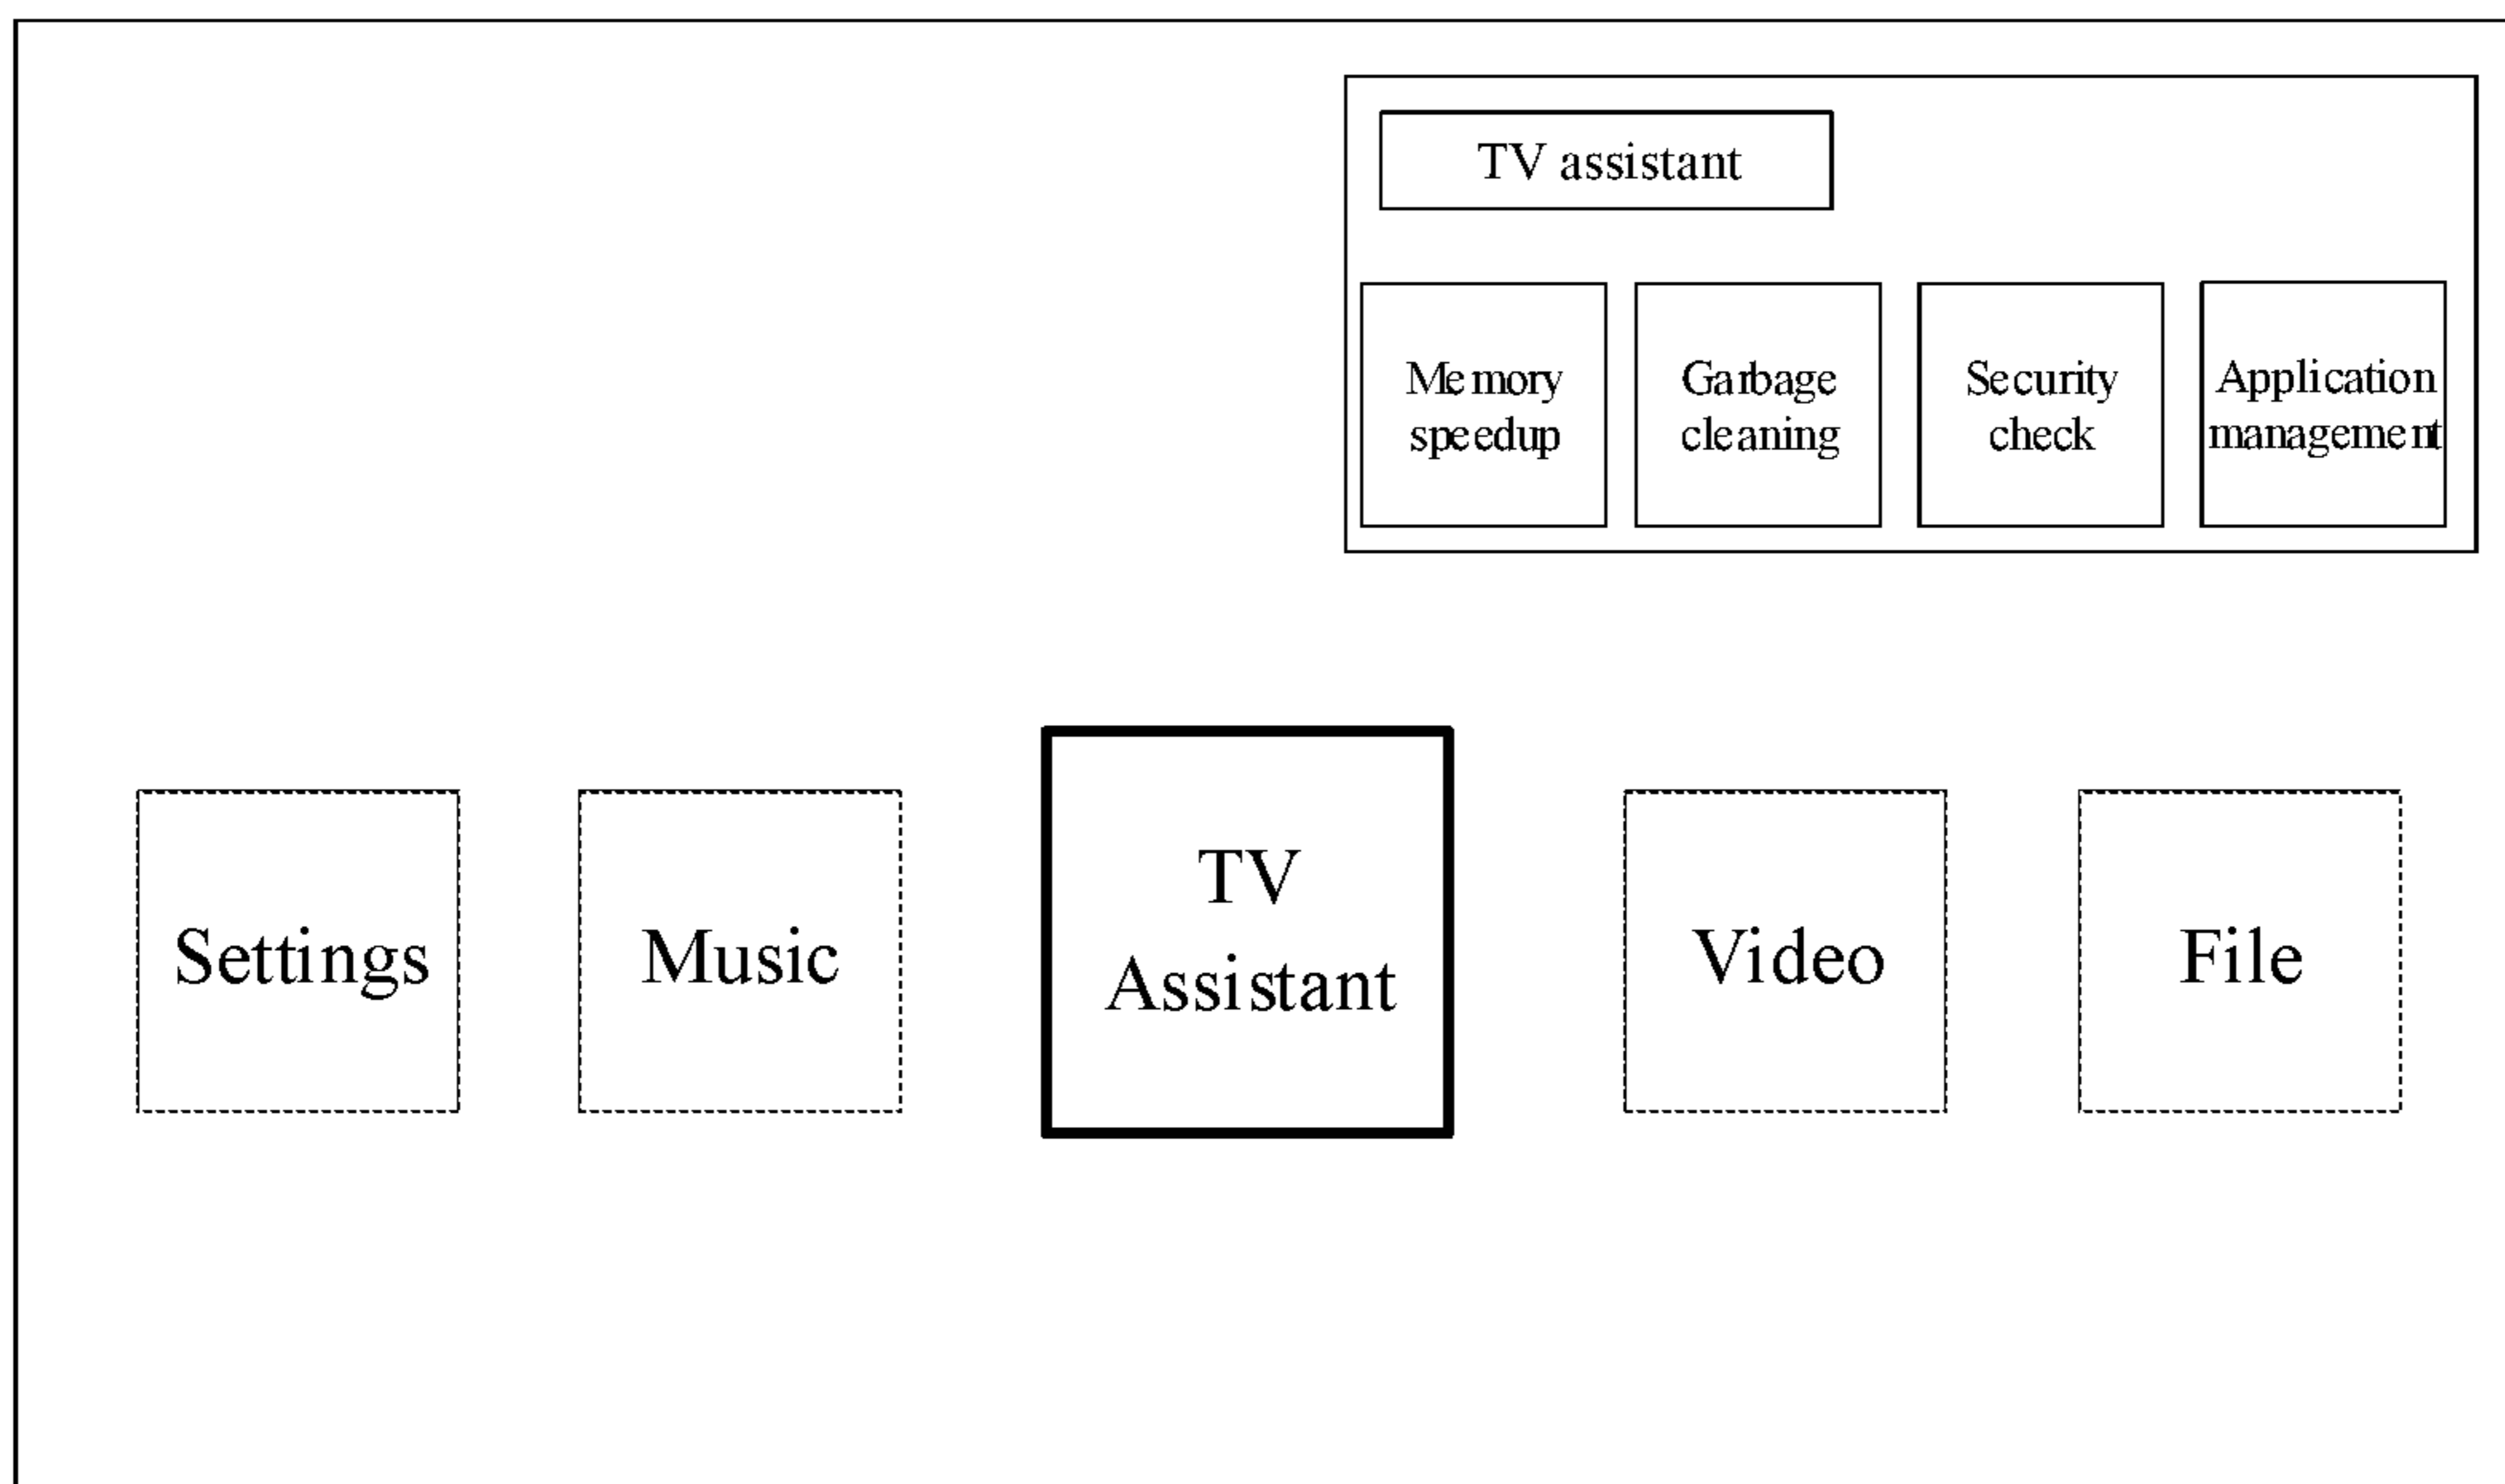 TV assistant
Memory
speedup
Garbage
cleaning
Security
check
Application
management
Settings
Music
TV
Assistant
Video
File